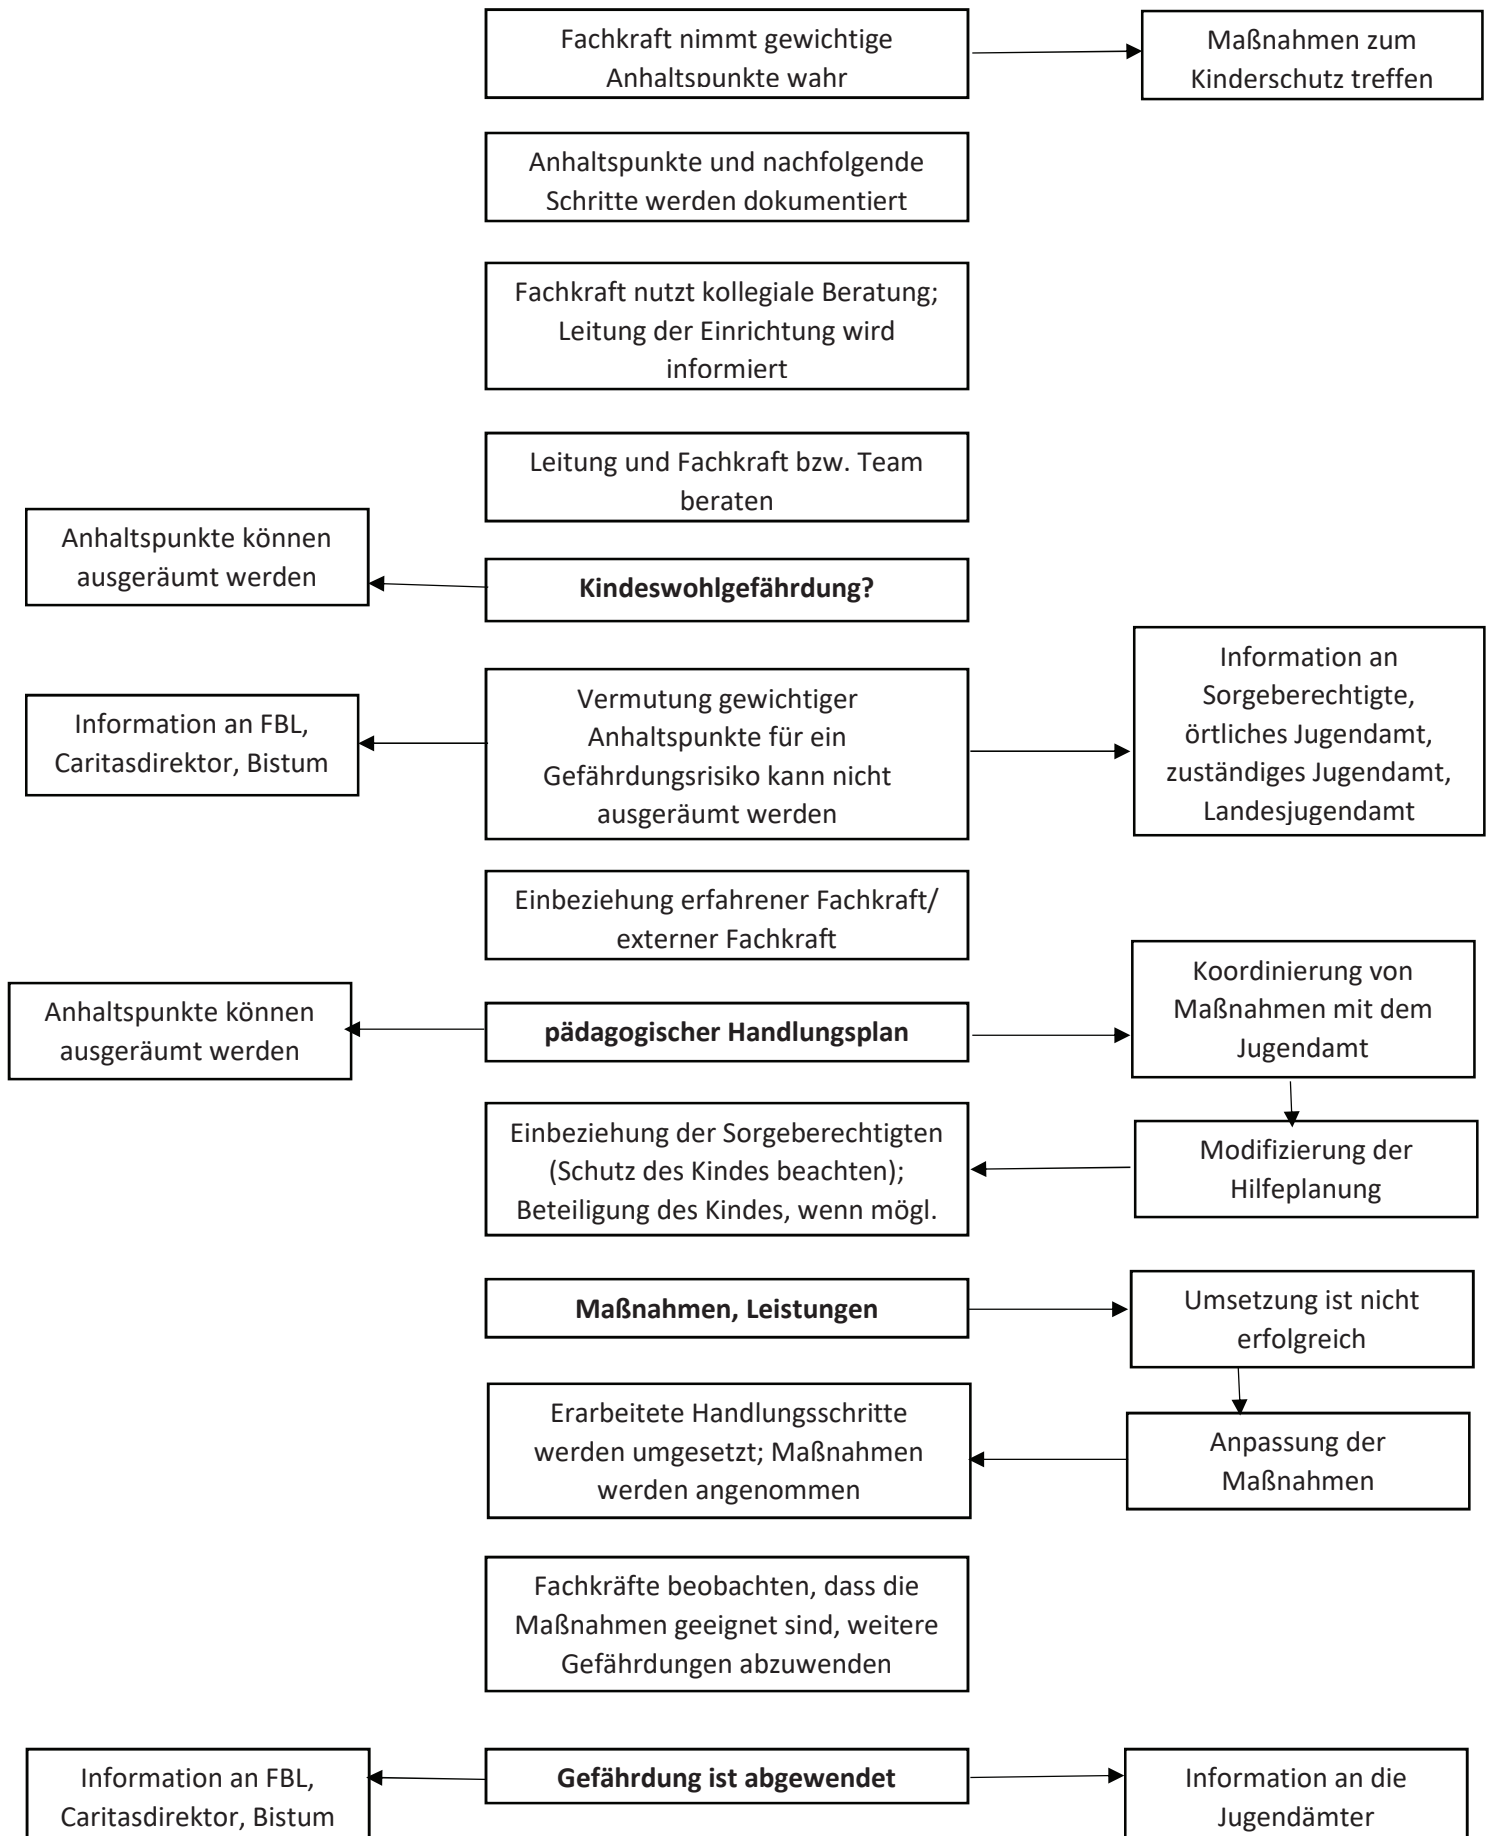 Fachkraft nimmt gewichtige
Anhaltspunkte wahr
Maßnahmen zum
Kinderschutz treffen
Anhaltspunkte und nachfolgende
Schritte werden dokumentiert
Fachkraft nutzt kollegiale Beratung;
Leitung der Einrichtung wird
informiert
Leitung und Fachkraft bzw. Team
beraten
Anhaltspunkte können
ausgeräumt werden
Kindeswohlgefährdung?
Information an FBL,
Caritasdirektor, Bistum
Vermutung gewichtiger
Anhaltspunkte für ein
Gefährdungsrisiko kann nicht
ausgeräumt werden
Information an
Sorgeberechtigte,
örtliches Jugendamt,
zuständiges Jugendamt,
Landesjugendamt
Einbeziehung erfahrener Fachkraft/
externer Fachkraft
Anhaltspunkte können
ausgeräumt werden
pädagogischer Handlungsplan
Koordinierung von
Maßnahmen mit dem
Jugendamt
Einbeziehung der Sorgeberechtigten
(Schutz des Kindes beachten);
Beteiligung des Kindes, wenn mögl.
Modifizierung der
Hilfeplanung
Maßnahmen, Leistungen
Umsetzung ist nicht
erfolgreich
Erarbeitete Handlungsschritte
werden umgesetzt; Maßnahmen
werden angenommen
Anpassung der
Maßnahmen
Fachkräfte beobachten, dass die
Maßnahmen geeignet sind, weitere
Gefährdungen abzuwenden
Information an FBL,
Caritasdirektor, Bistum
Gefährdung ist abgewendet
Information an die
Jugendämter